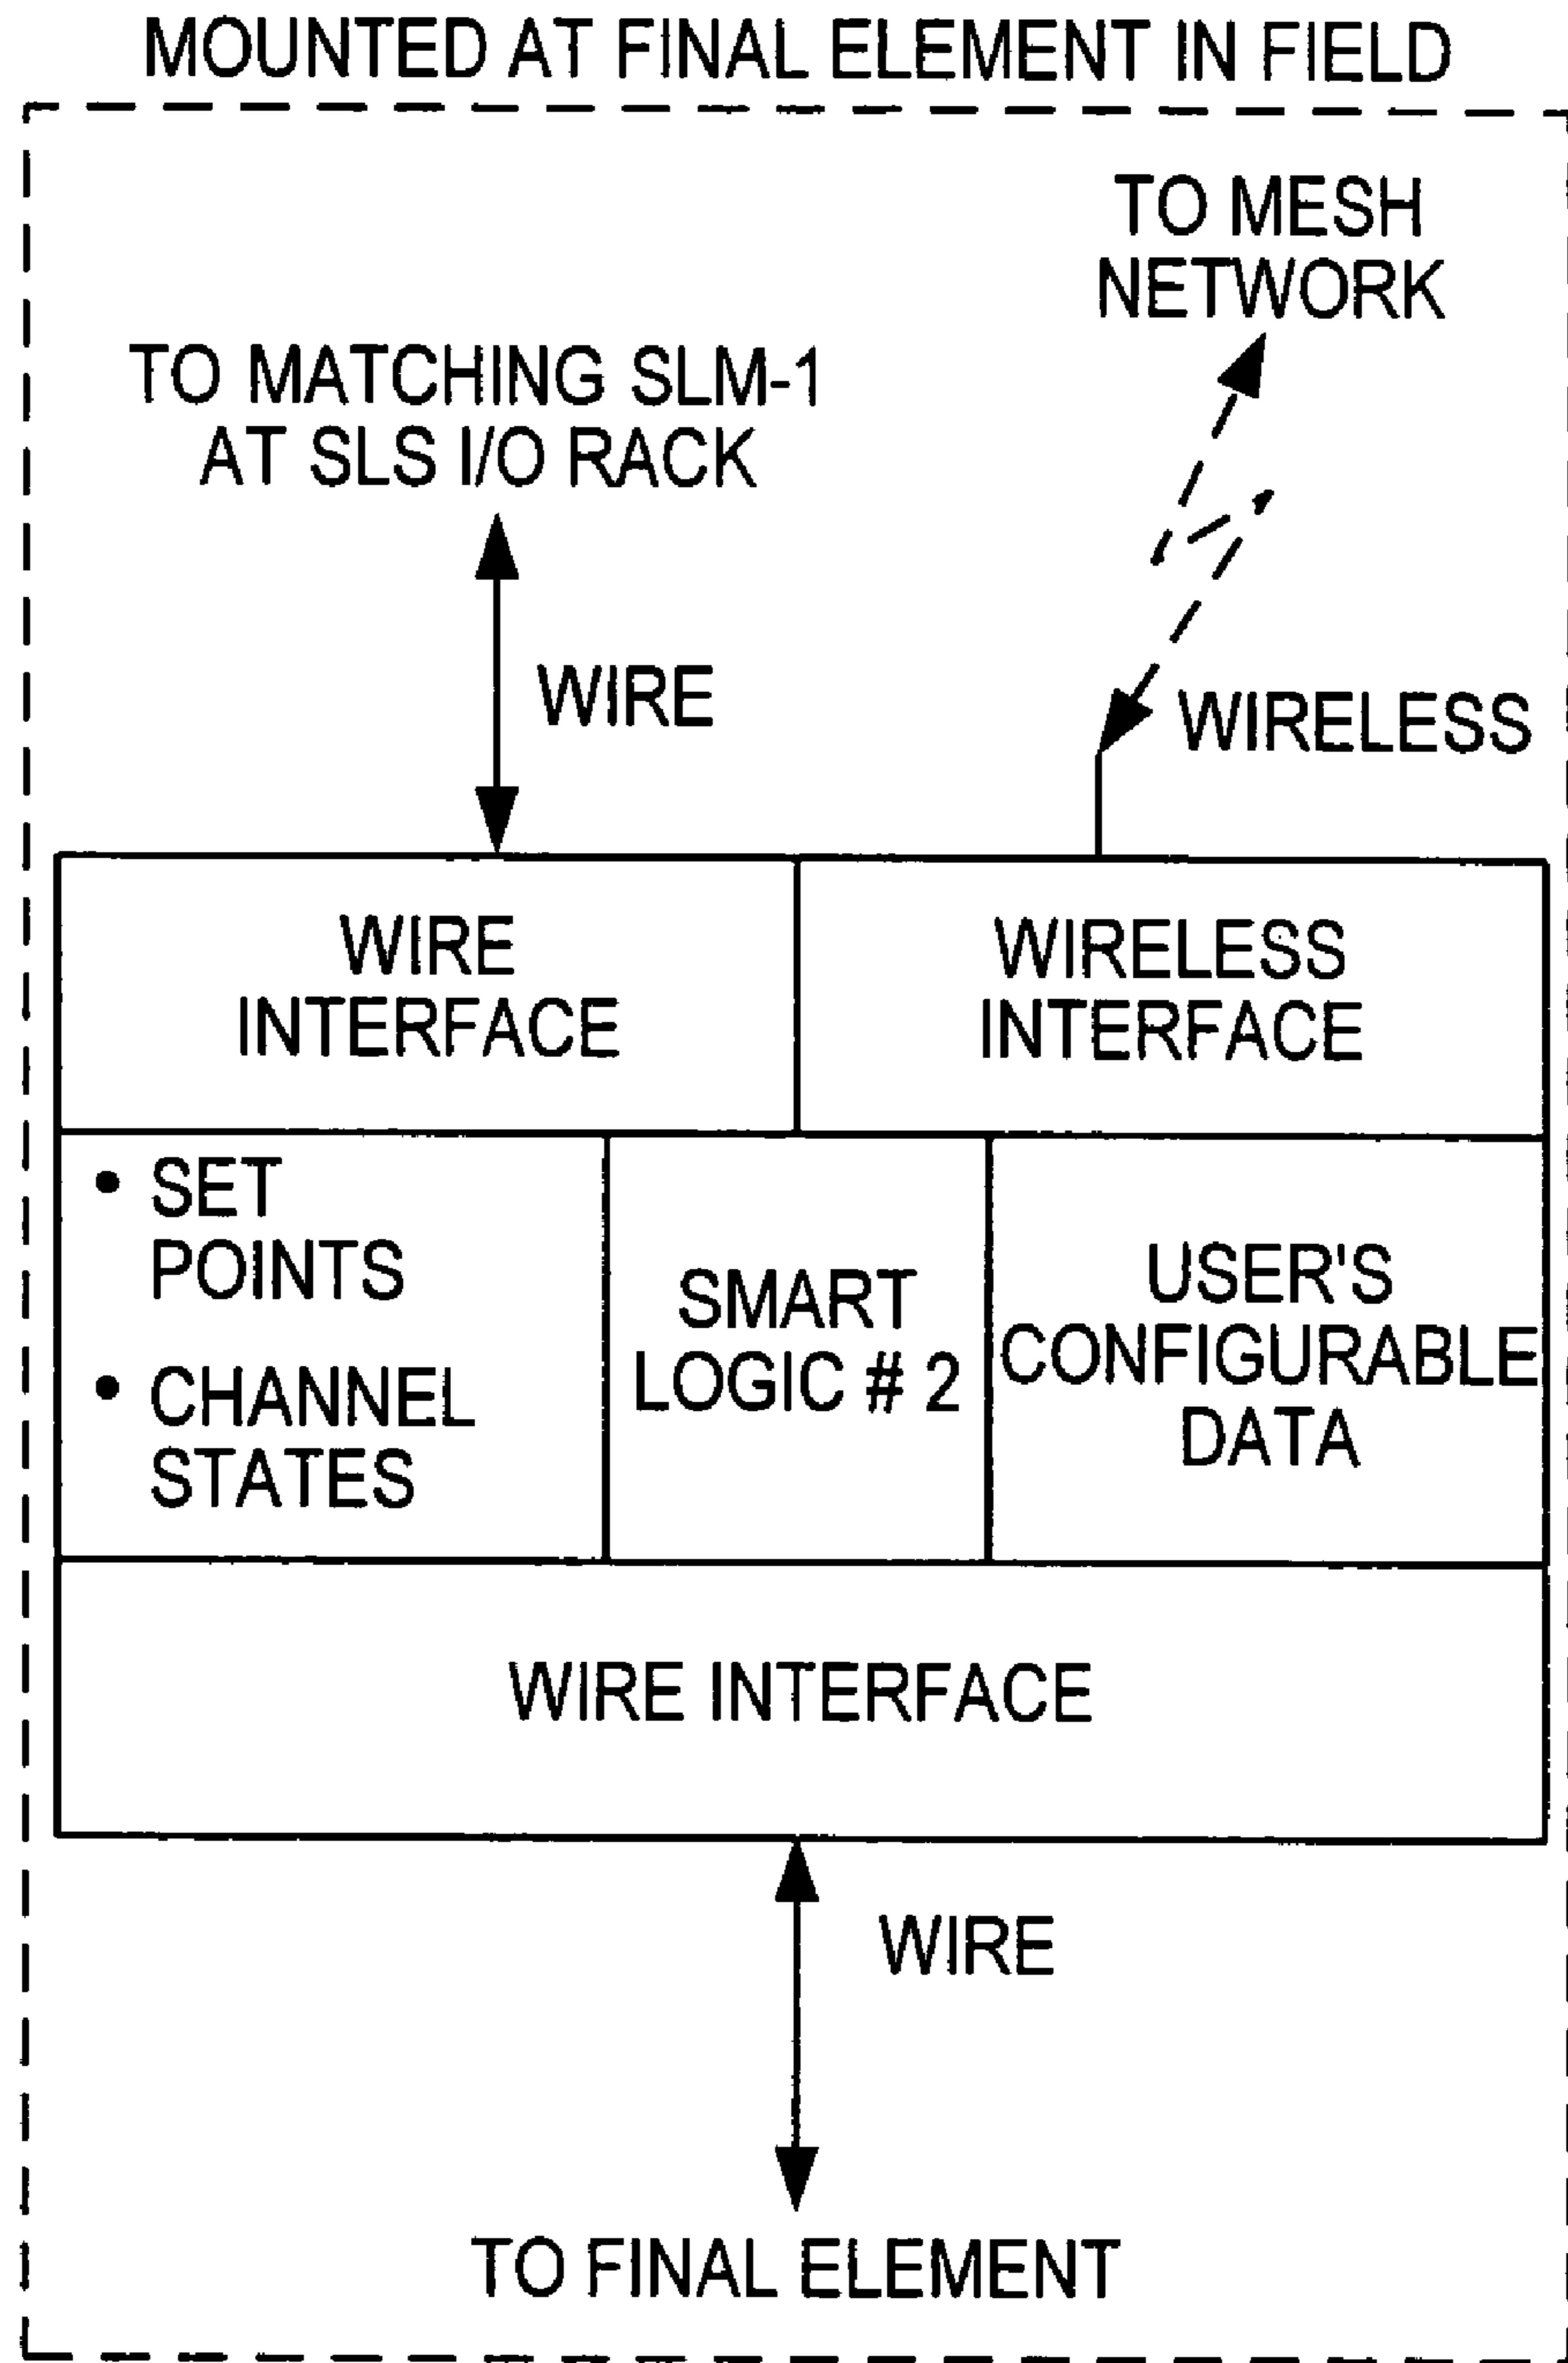 MOUNTED AT FINAL ELEMENT IN FIELD
TO MESH
NETWORK
TO MATCHING SLM-1
AT SLS I/O RACK
WIRE
WIRELESS
WIRE
INTERFACE
WIRELESS
INTERFACE
• SET
POINTS
• CHANNEL
STATES
SMART
LOGIC # 2
USER'S
CONFIGURABLE
DATA
WIRE INTERFACE
WIRE
TO FINAL ELEMENT